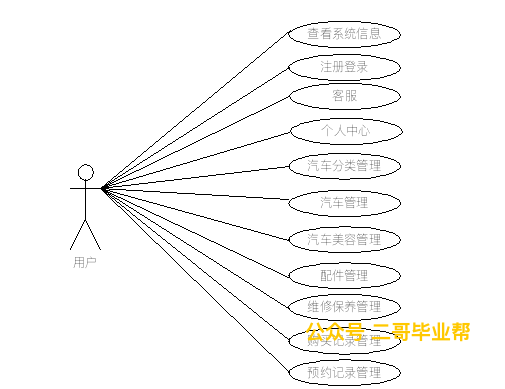 查看系统信息
注册登录
客服
个人中心
汽车分类管理
汽车管理
汽车美容管理
用户
配件管理
维修保养管理
公众号 二哥毕业帮
购买记录管理
预约记录管理